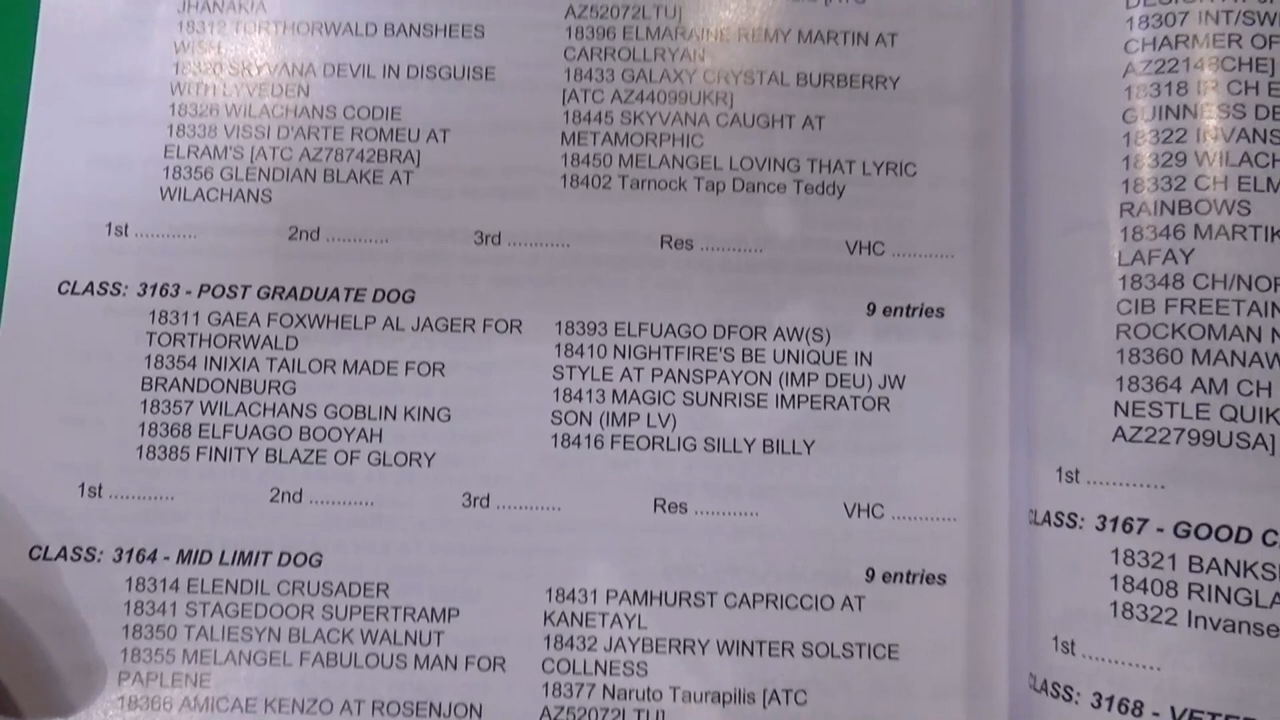 JHANAKIA
18312 TORTHORWALD BANSHEES
WISH
18320 SKYVANA DEVIL IN DISGUISE
WITH LYVEDEN
18326 WILACHANS CODIE
18338 VISSI D'ARTE ROMEU AT
ELRAM'S [ATC AZ78742BRA]
18356 GLENDIAN BLAKE AT
WILACHANS
AZ52072LTU]
18396 ELMARAINE REMY MARTIN AT
CARROLLRYAN
18433 GALAXY CRYSTAL BURBERRY
[ATC AZ44099UKR]
18445 SKYVANA CAUGHT AT
METAMORPHIC
18450 MELANGEL LOVING THAT LYRIC
18402 Tarnock Tap Dance Teddy
1st ............ 2nd ............ 3rd ............ Res ............ VHC ............
CLASS: 3163 - POST GRADUATE DOG
9 entries
18311 GAEA FOXWHELP AL JAGER FOR
TORTHORWALD
18354 INIXIA TAILOR MADE FOR
BRANDONBURG
18357 WILACHANS GOBLIN KING
18368 ELFUAGO BOOYAH
18385 FINITY BLAZE OF GLORY
18393 ELFUAGO DFOR AW(S)
18410 NIGHTFIRE'S BE UNIQUE IN
STYLE AT PANSPAYON (IMP DEU) JW
18413 MAGIC SUNRISE IMPERATOR
SON (IMP LV)
18416 FEORLIG SILLY BILLY
1st ............ 2nd ............ 3rd ............ Res ............ VHC ............
CLASS: 3164 - MID LIMIT DOG
9 entries
18314 ELENDIL CRUSADER
18341 STAGEDOOR SUPERTRAMP
18350 TALIESYN BLACK WALNUT
18355 MELANGEL FABULOUS MAN FOR
PAPLENE
18366 AMICAE KENZO AT ROSENJON
18431 PAMHURST CAPRICCIO AT
KANETAYL
18432 JAYBERRY WINTER SOLSTICE
COLLNESS
18377 Naruto Taurapilis [ATC
AZ52072LTU]
18307 INT/SW
CHARMER OF
AZ22148CHE]
18318 IR CH E
GUINNESS DE
18322 INVANS
18329 WILACH
18332 CH ELM
RAINBOWS
18346 MARTIK
LAFAY
18348 CH/NOR
CIB FREETAIN
ROCKOMAN N
18360 MANAW
18364 AM CH
NESTLE QUIK
AZ22799USA]
1st ............
CLASS: 3167 - GOOD C
18321 BANKS
18408 RINGLA
18322 Invanse
1st ............
CLASS: 3168 - VETE